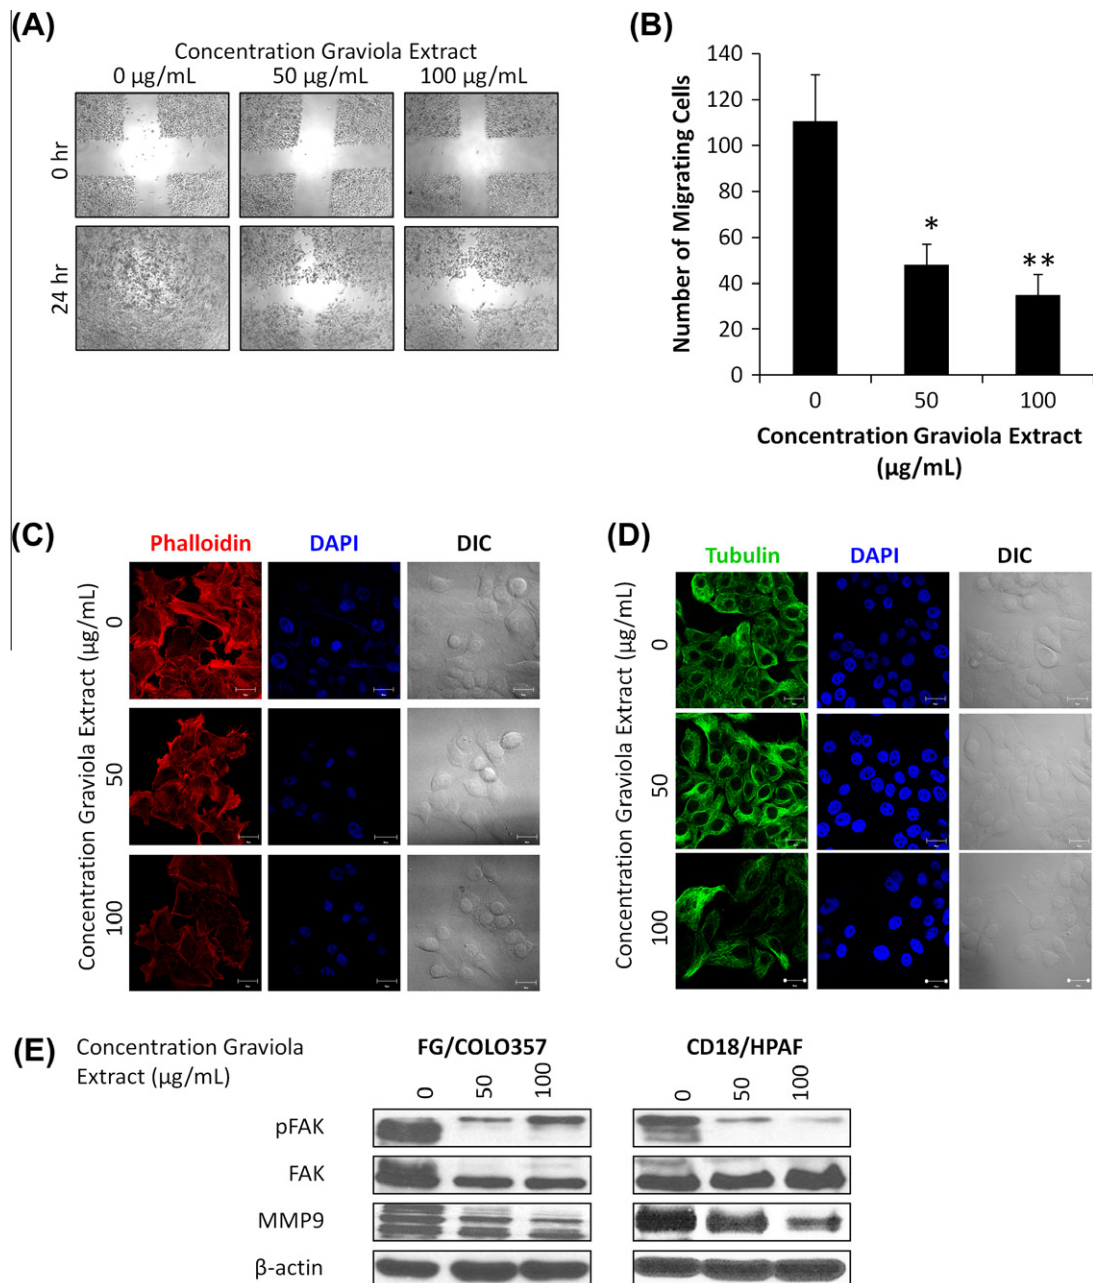 (A)
Concentration Graviola Extract
0 µg/mL 50 µg/mL 100 µg/mL
0 hr
24 hr
(B)
Number of Migrating Cells
140
120
100
80
60
40
20
0
*
**
0 50 100
Concentration Graviola Extract
(µg/mL)
(C)
Phalloidin DAPI DIC
Concentration Graviola Extract (µg/mL)
0
50
100
(D)
Tubulin DAPI DIC
Concentration Graviola Extract (µg/mL)
0
50
100
(E)
Concentration Graviola
Extract (µg/mL)
FG/COLO357 CD18/HPAF
0 50 100 0 50 100
pFAK
FAK
MMP9
β-actin